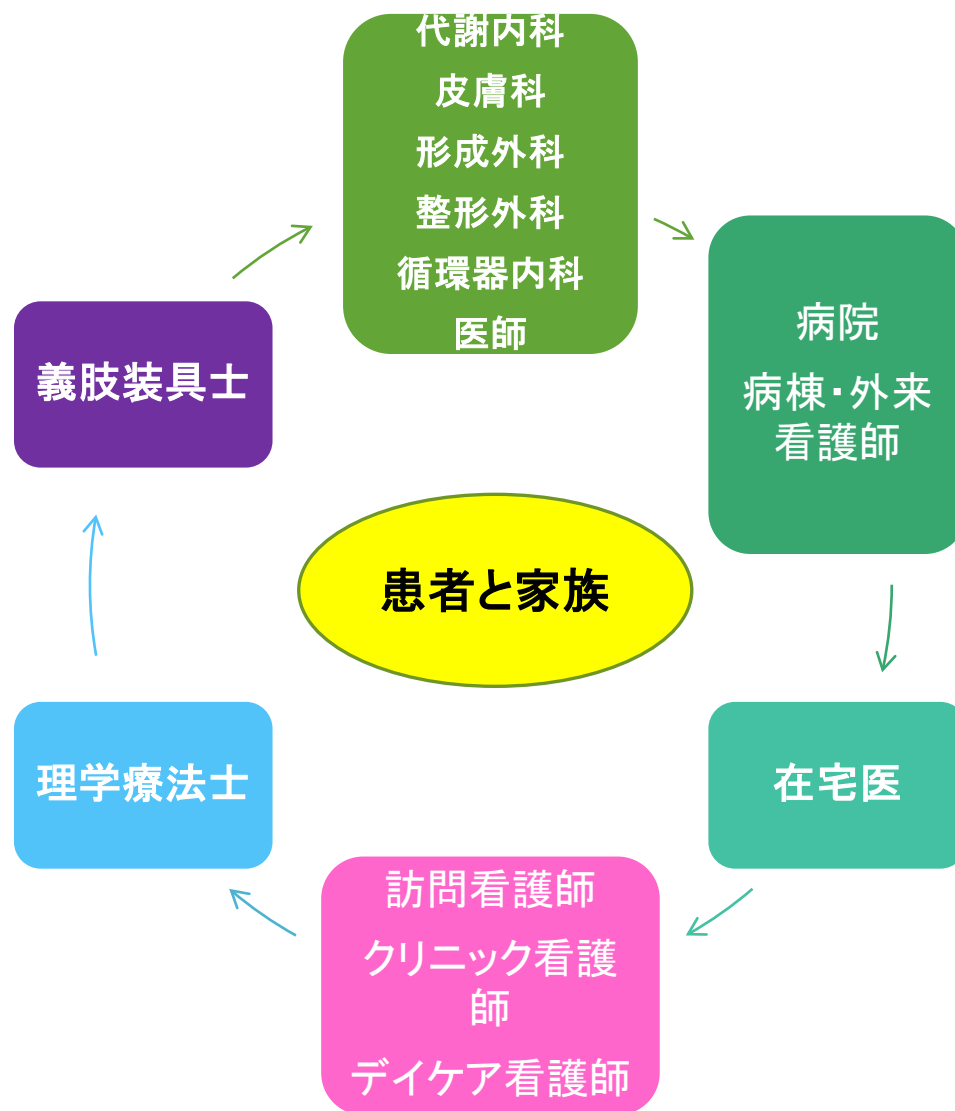 代謝内科
皮膚科
形成外科
整形外科
循環器内科
医師
病院
病棟・外来
看護師
義肢装具士
患者と家族
理学療法士
在宅医
訪問看護師
クリニック看護
師
デイケア看護師